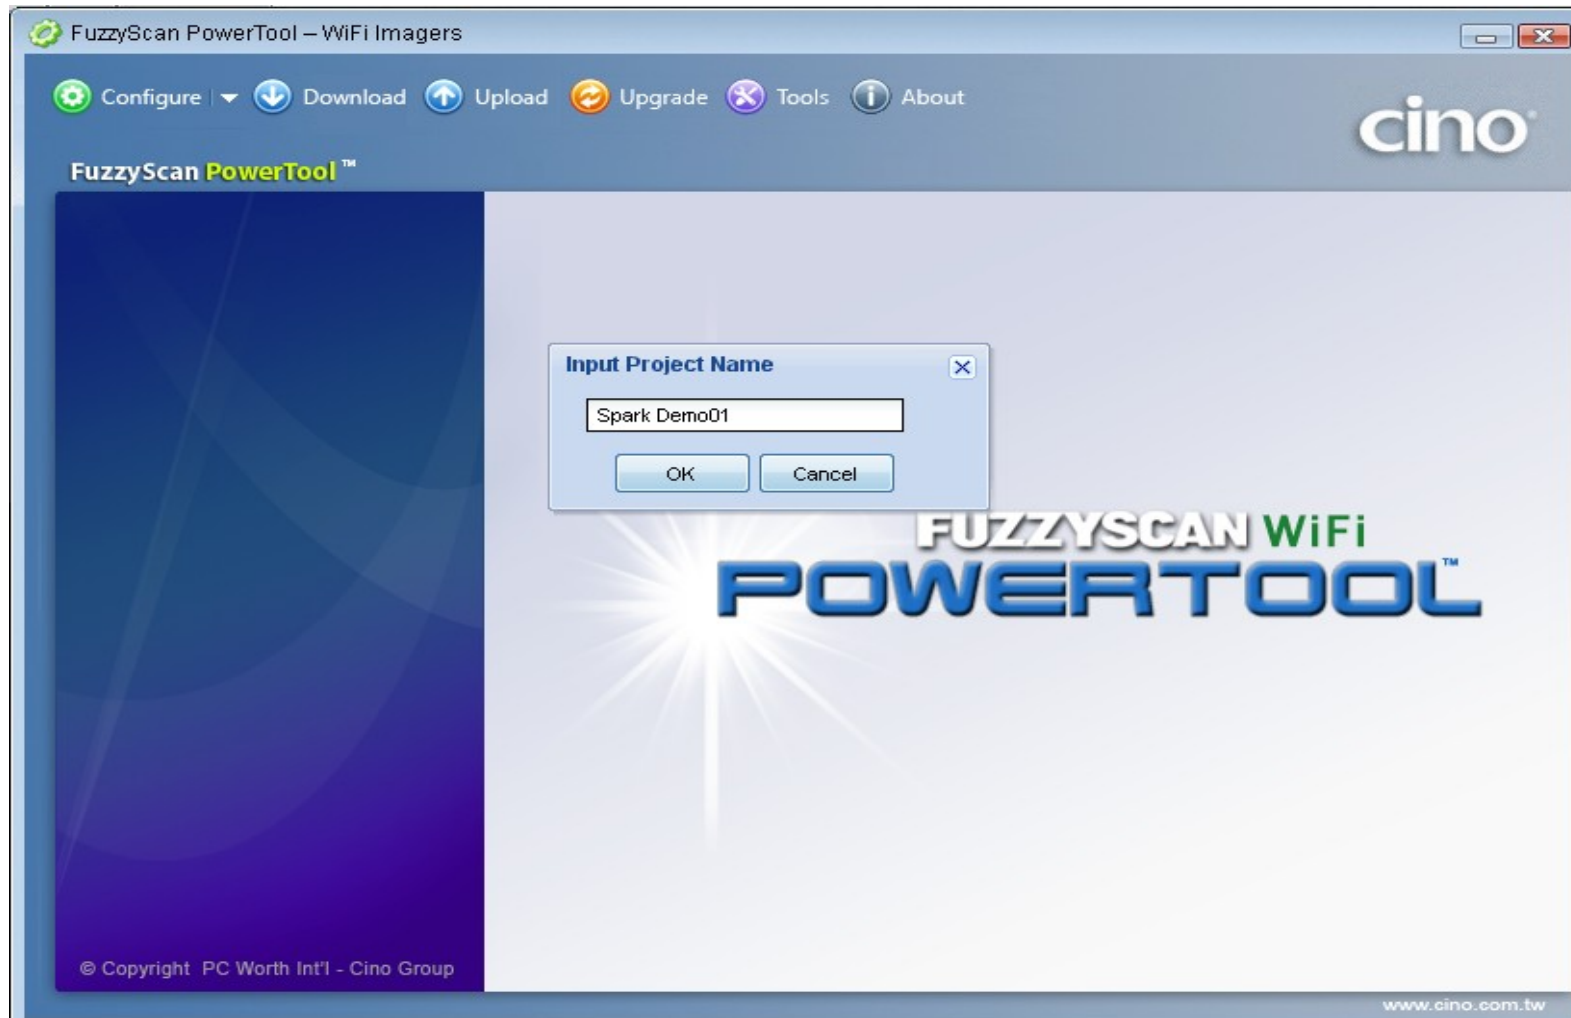 FuzzyScan PowerTool – WiFi Imagers
Configure Download Upload Upgrade Tools About
cino
FuzzyScan PowerTool™
Input Project Name
Spark Demo01
OK Cancel
FUZZYSCAN WiFi
POWERTOOL™
© Copyright PC Worth Int'l - Cino Group
www.cino.com.tw